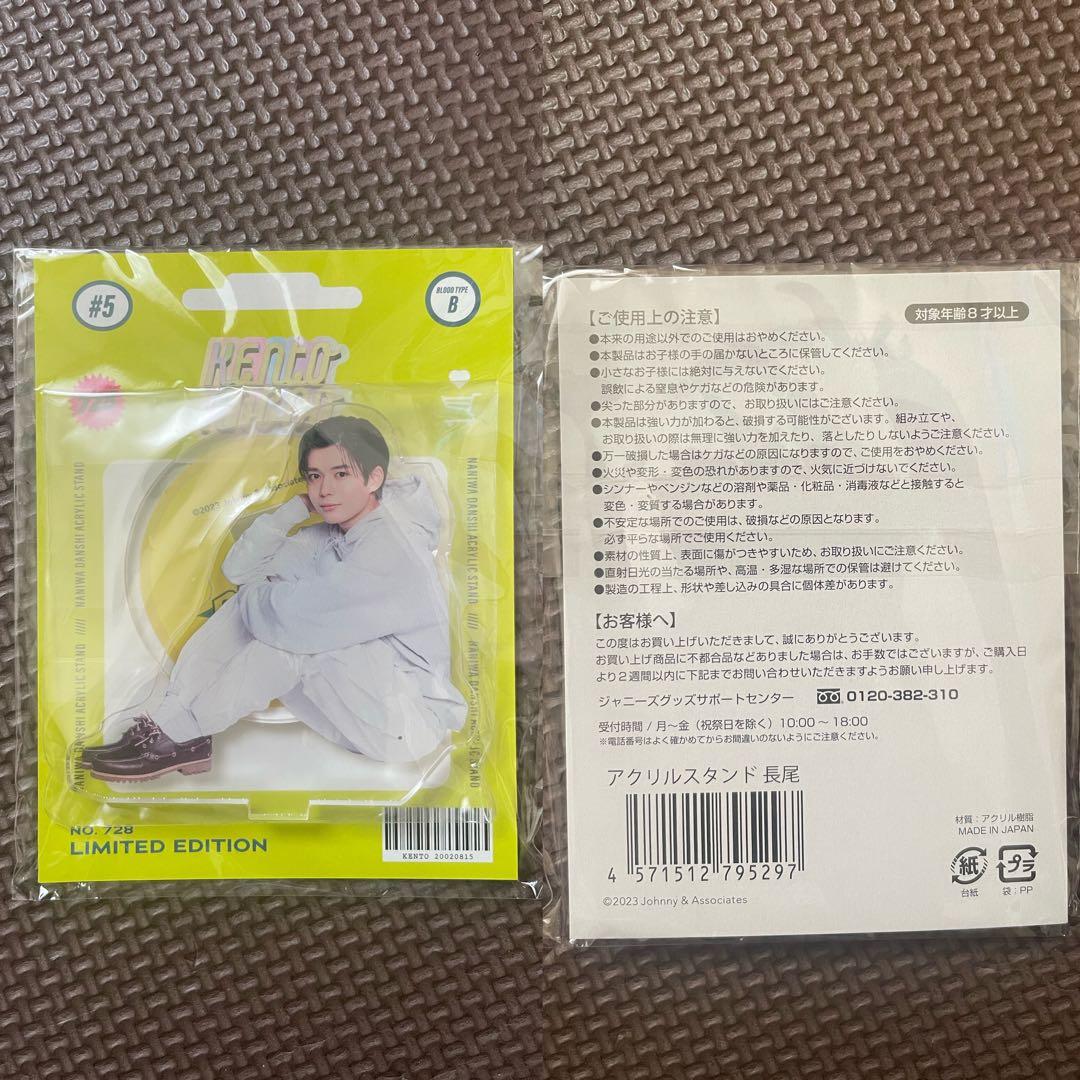 #5
BLOOD TYPE
B
KENTO
NANIWA DANSHI ACRYLIC STAND
/////
NANIWA DANSHI ACRYLIC STAND
©2023 Johnny & Associates
NANIWA DANSHI ACRYLIC STAND
/////
NO. 728
LIMITED EDITION
KENTO 20020815
【ご使用上の注意】
対象年齢8才以上
●本来の用途以外でのご使用はおやめください。
●本製品はお子様の手の届かないところに保管してください。
●小さなお子様には絶対に与えないでください。
誤飲による窒息やケガなどの危険があります。
●尖った部分がありますので、お取り扱いにはご注意ください。
●本製品は強い力が加わると、破損する可能性がございます。組み立てや、
お取り扱いの際は無理に強い力を加えたり、落としたりしないようご注意ください。
●万一破損した場合はケガなどの原因になりますので、ご使用をおやめください。
●火災や変形・変色の恐れがありますので、火気に近づけないでください。
●シンナーやベンジンなどの溶剤や薬品・化粧品・消毒液などと接触すると
変色・変質する場合があります。
●不安定な場所でのご使用は、破損などの原因となります。
必ず平らな場所でご使用ください。
●素材の性質上、表面に傷がつきやすいため、お取り扱いにご注意ください。
●直射日光の当たる場所や、高温・多湿な場所での保管は避けてください。
●製造の工程上、形状や差し込みの具合に個体差があります。
【お客様へ】
この度はお買い上げいただきまして、誠にありがとうございます。
お買い上げ商品に不都合品などありました場合は、お手数ではございますが、ご購入日
より2週間以内に下記までお問い合わせいただきますようお願い申し上げます。
ジャニーズグッズサポートセンター 0120-382-310
受付時間 / 月～金（祝祭日を除く）10:00～18:00
※電話番号はよく確かめてからお間違いのないようにご注意ください。
アクリルスタンド 長尾
4 571512 795297
材質：アクリル樹脂
MADE IN JAPAN
紙
プラ
台紙
袋：PP
©2023 Johnny & Associates